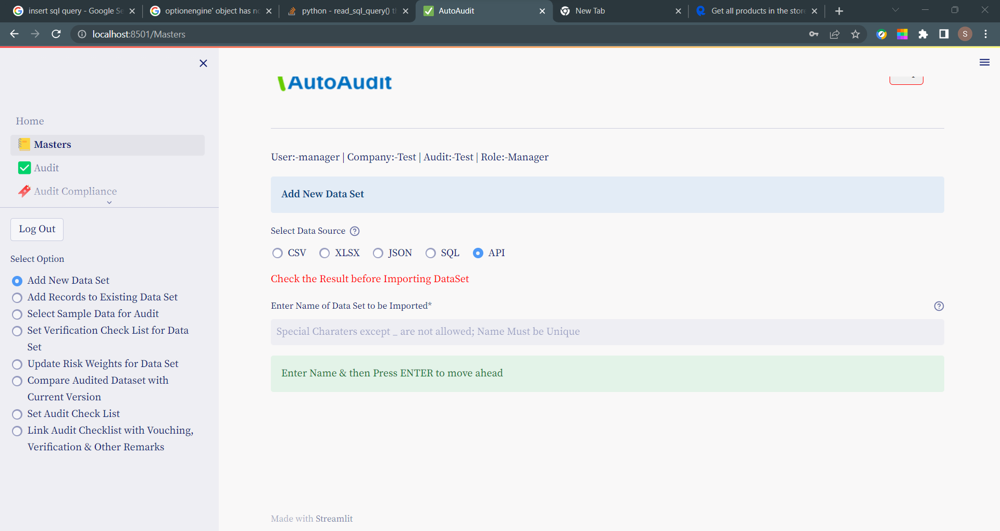 insert sql query - Google Se
optionengine' object has no
python - read_sql_query() th
AutoAudit
New Tab
Get all products in the store
localhost:8501/Masters
S
Home
Masters
Audit
Audit Compliance
Log Out
Select Option
Add New Data Set
Add Records to Existing Data Set
Select Sample Data for Audit
Set Verification Check List for Data
Set
Update Risk Weights for Data Set
Compare Audited Dataset with
Current Version
Set Audit Check List
Link Audit Checklist with Vouching,
Verification & Other Remarks
AutoAudit
User:-manager | Company:-Test | Audit:-Test | Role:-Manager
Add New Data Set
Select Data Source
CSV XLSX JSON SQL API
Check the Result before Importing DataSet
Enter Name of Data Set to be Imported*
Special Charaters except _ are not allowed; Name Must be Unique
Enter Name & then Press ENTER to move ahead
Made with Streamlit